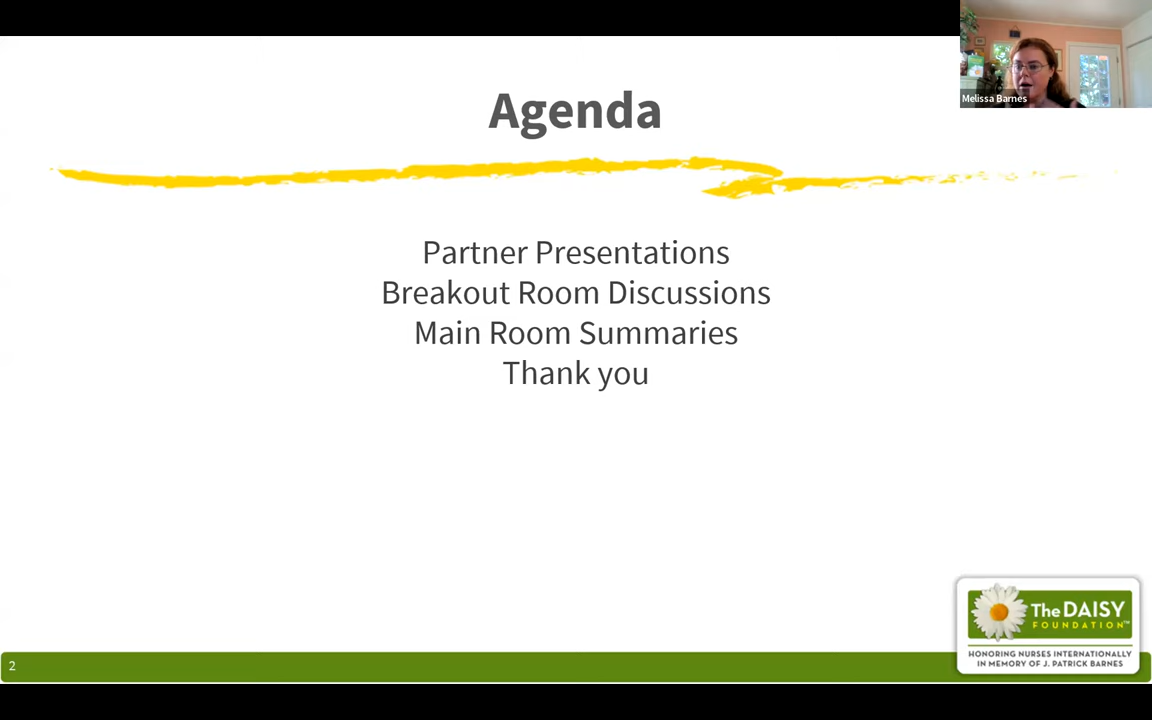 Melissa Barnes
Agenda
Partner Presentations
Breakout Room Discussions
Main Room Summaries
Thank you
2
The DAISY
FOUNDATION™
HONORING NURSES INTERNATIONALLY
IN MEMORY OF J. PATRICK BARNES